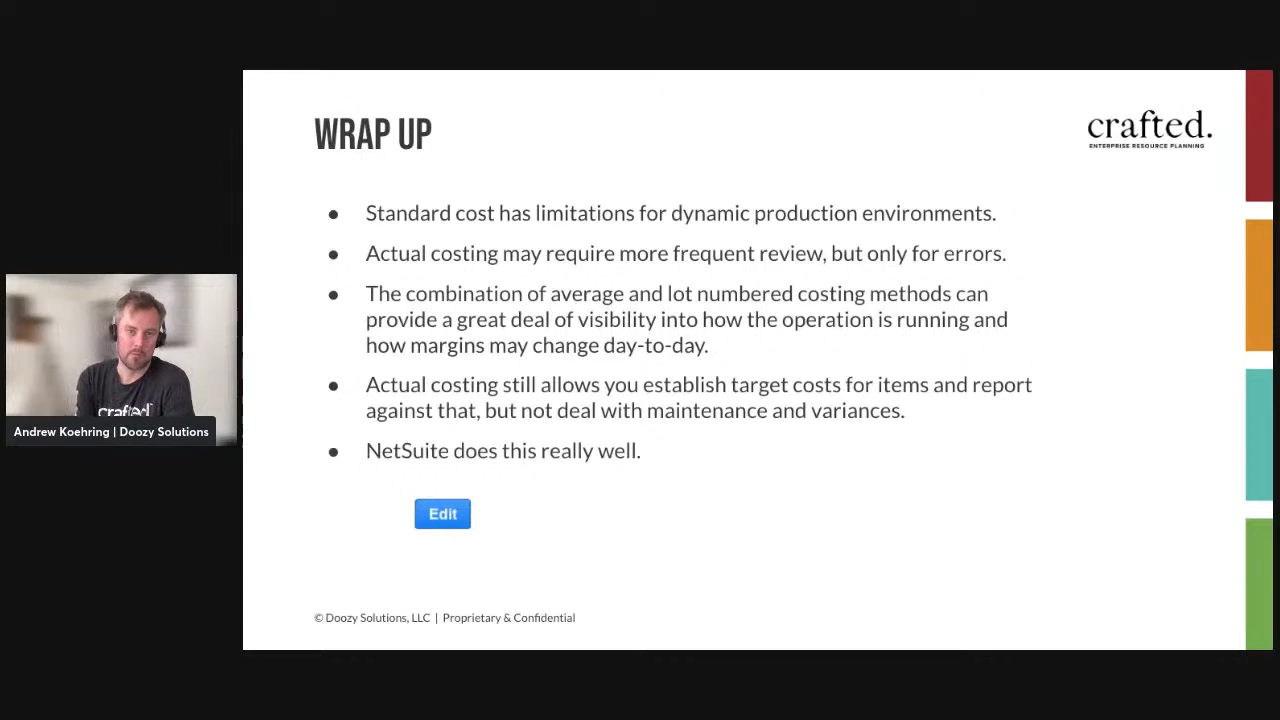 WRAP UP
crafted.
ENTERPRISE RESOURCE PLANNING
● Standard cost has limitations for dynamic production environments.
● Actual costing may require more frequent review, but only for errors.
● The combination of average and lot numbered costing methods can
provide a great deal of visibility into how the operation is running and
how margins may change day-to-day.
● Actual costing still allows you establish target costs for items and report
against that, but not deal with maintenance and variances.
● NetSuite does this really well.
Edit
© Doozy Solutions, LLC | Proprietary & Confidential
crafted
Andrew Koehring | Doozy Solutions